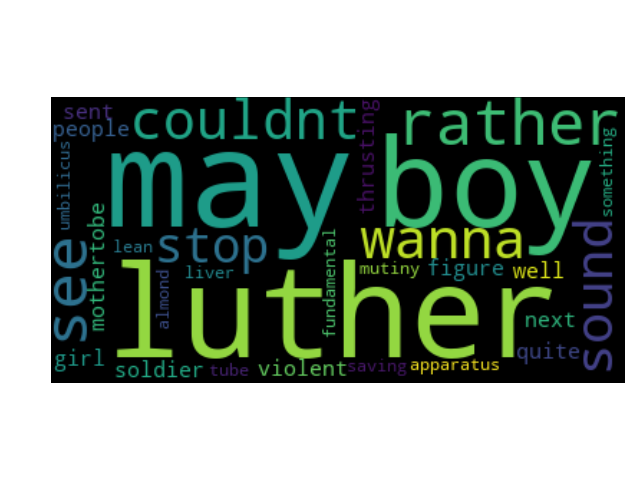 sent
couldnt
thrusting
rather
people
may
boy
something
umbilicus
mothertobe
see
lean
stop
liver
almond
fundamental
wanna
mutiny
figure
well
sound
luther
next
quite
girl
soldier
tube
violent
saving
apparatus